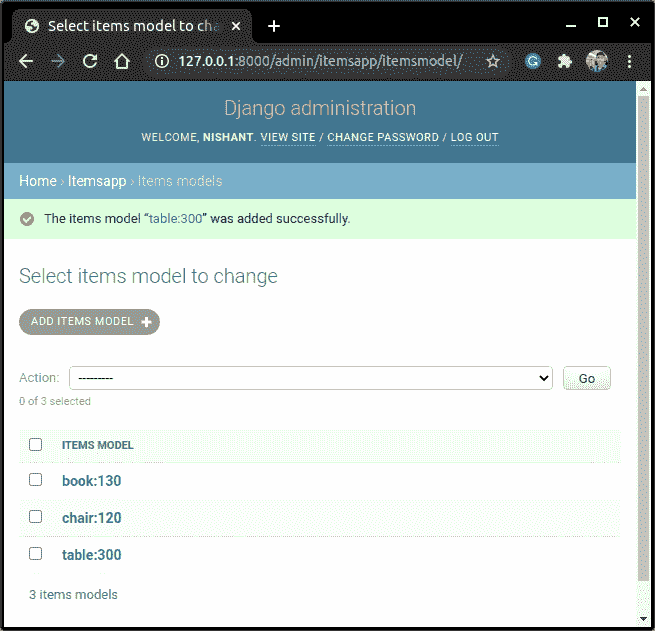 Select items model to cha
127.0.0.1:8000/admin/itemsapp/itemsmodel/
Django administration
WELCOME, NISHANT. VIEW SITE / CHANGE PASSWORD / LOG OUT
Home › Itemsapp › Items models
The items model “table:300” was added successfully.
Select items model to change
ADD ITEMS MODEL +
Action: --------- Go
0 of 3 selected
ITEMS MODEL
book:130
chair:120
table:300
3 items models